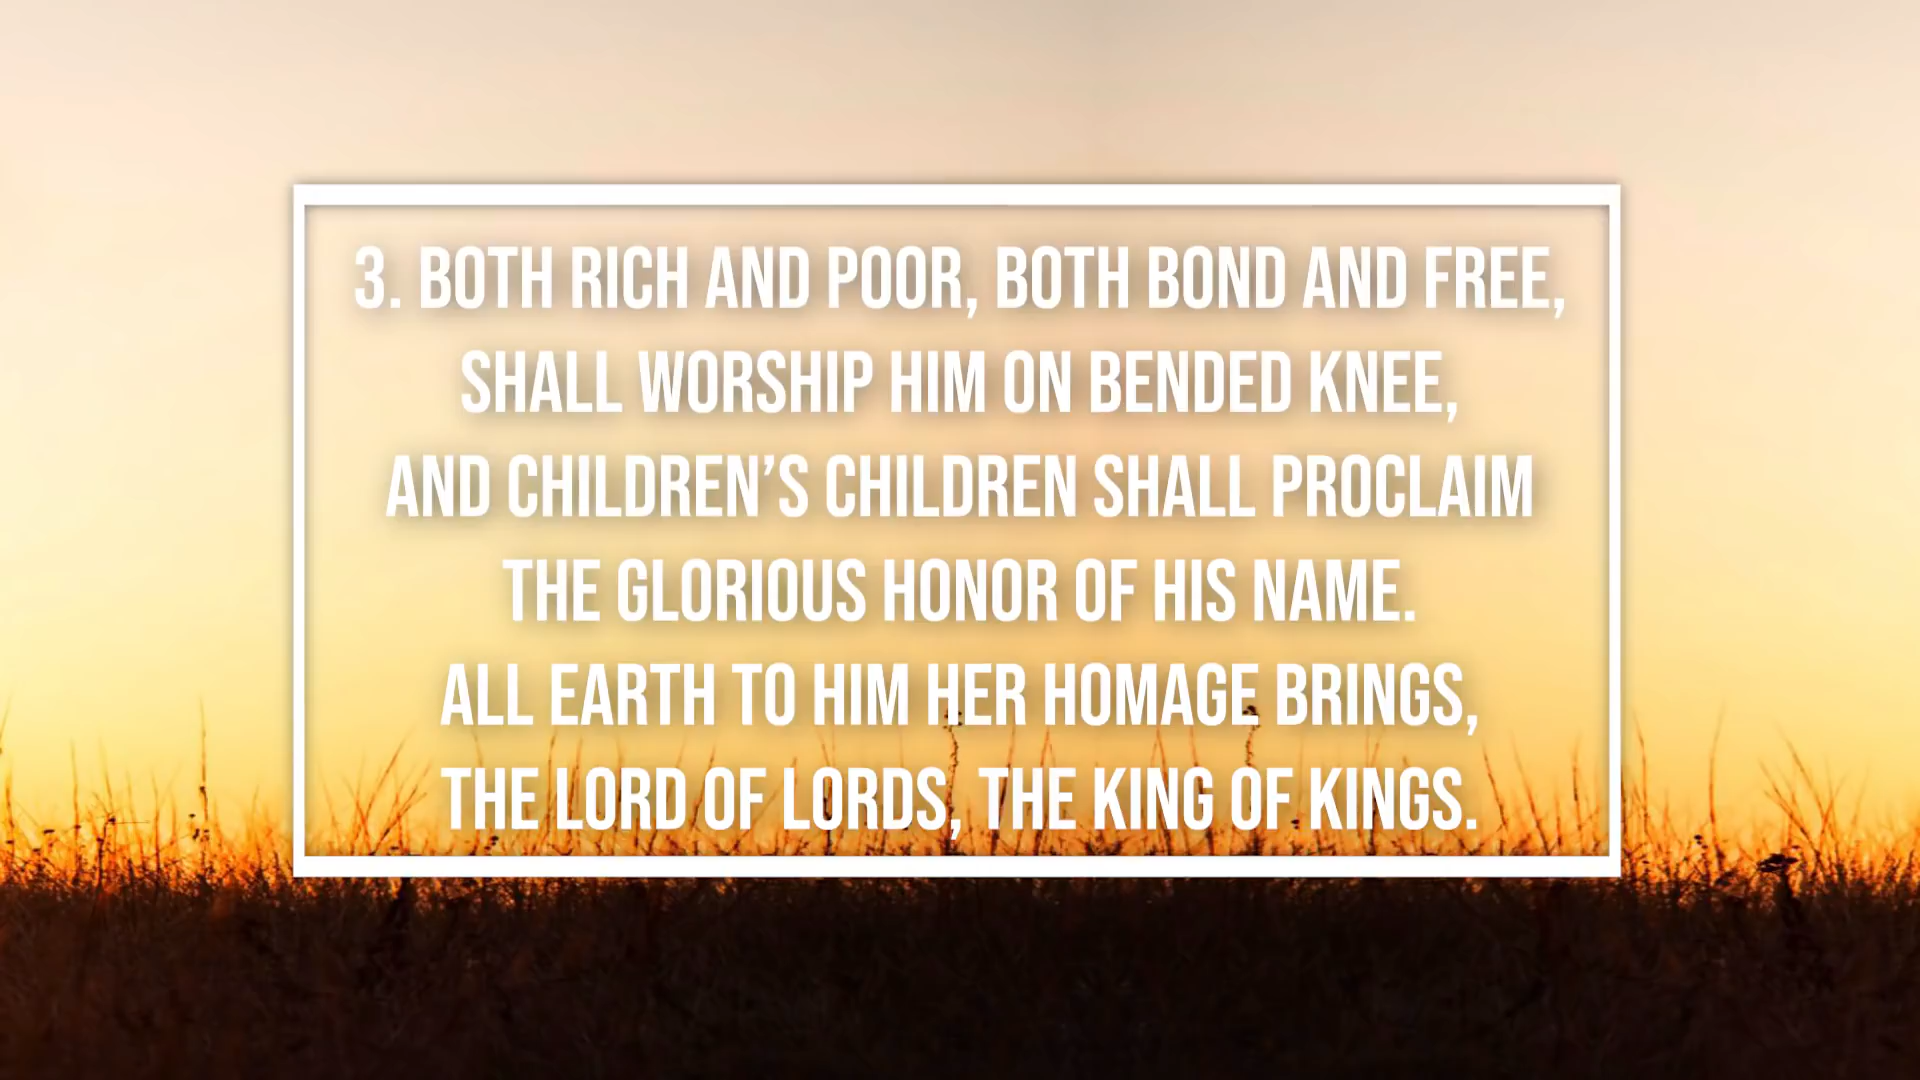 3. BOTH RICH AND POOR, BOTH BOND AND FREE,
SHALL WORSHIP HIM ON BENDED KNEE,
AND CHILDREN’S CHILDREN SHALL PROCLAIM
THE GLORIOUS HONOR OF HIS NAME.
ALL EARTH TO HIM HER HOMAGE BRINGS,
THE LORD OF LORDS, THE KING OF KINGS.